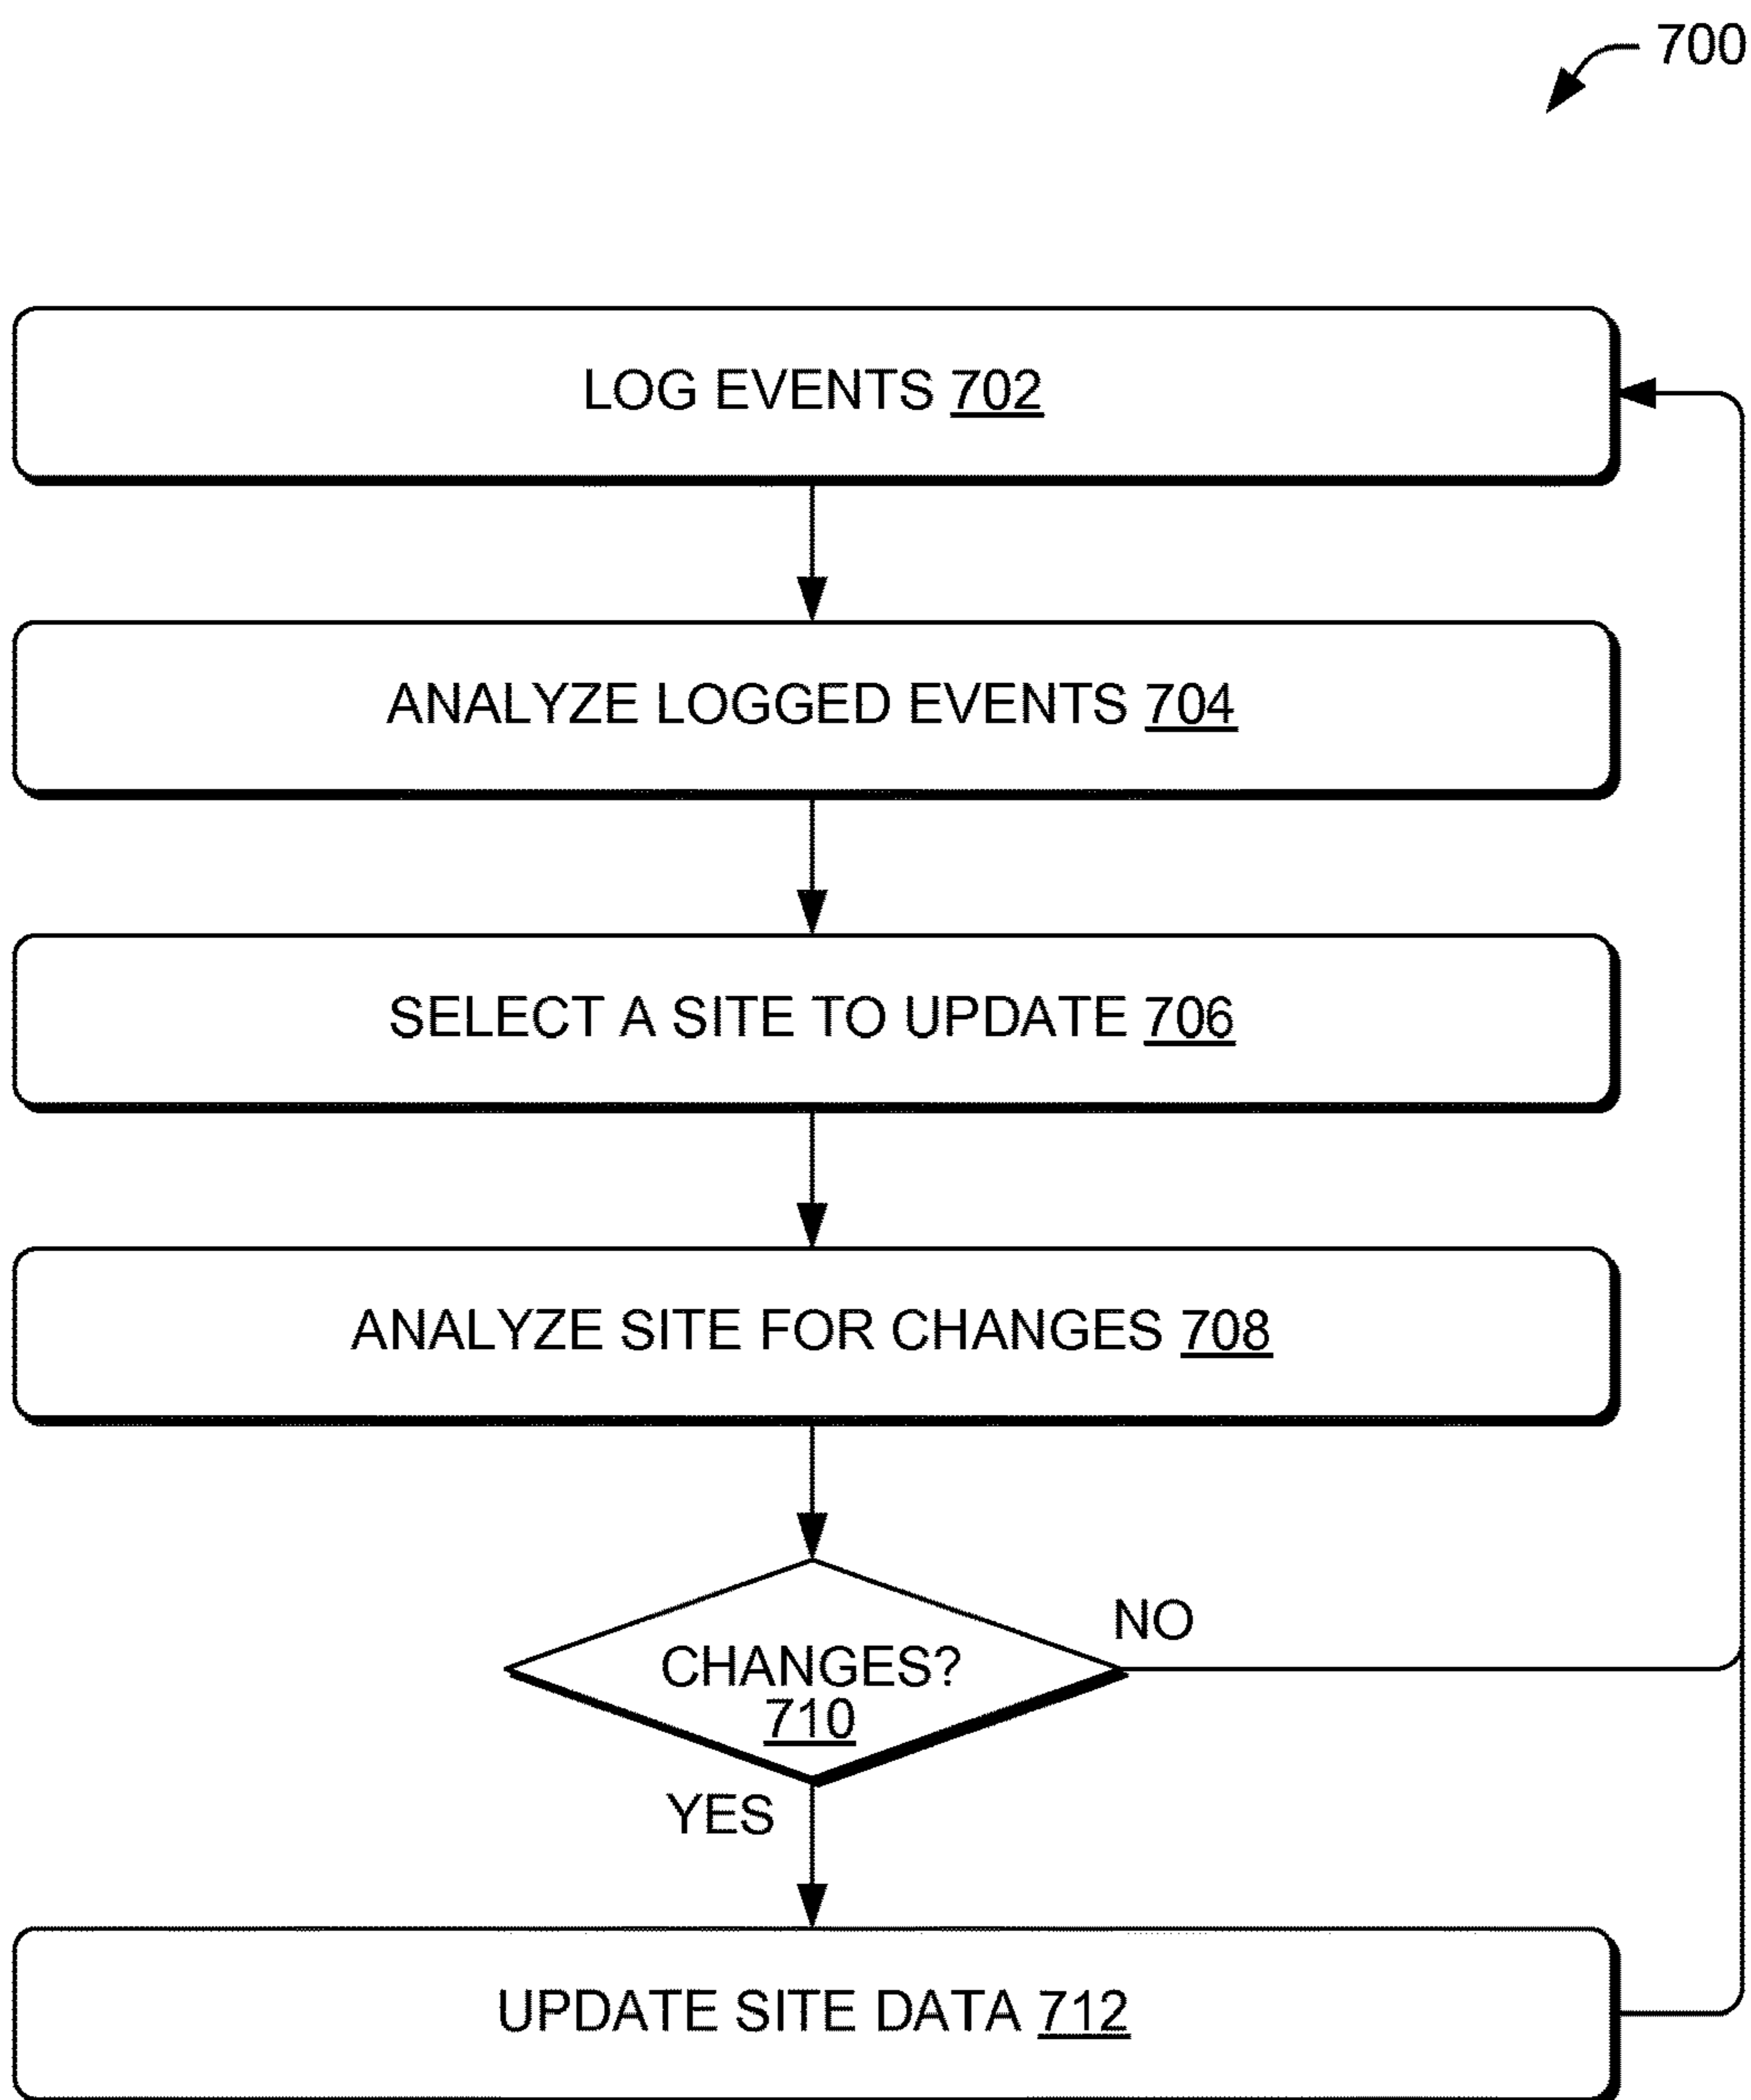 700
LOG EVENTS 702
ANALYZE LOGGED EVENTS 704
SELECT A SITE TO UPDATE 706
ANALYZE SITE FOR CHANGES 708
NO
CHANGES?
710
YES
UPDATE SITE DATA 712